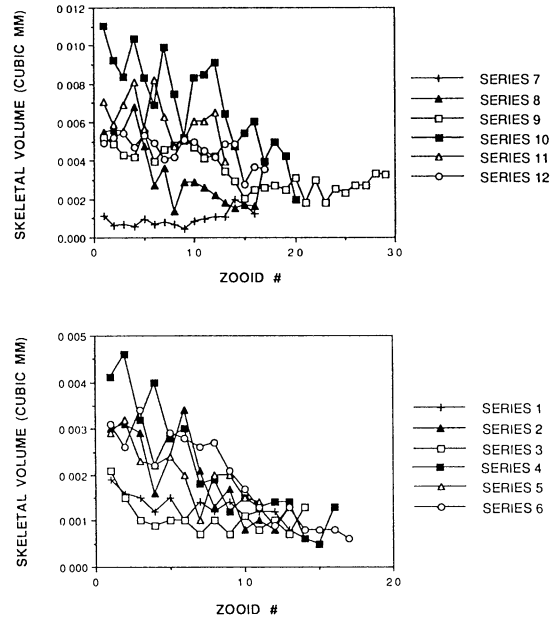 SKELETAL VOLUME (CUBIC MM)
0 012
0 010
0 008
0.006
0.004
0.002
0.000
0
10
20
30
ZOOID #
SERIES 7
SERIES 8
SERIES 9
SERIES 10
SERIES 11
SERIES 12
SKELETAL VOLUME (CUBIC MM)
0 005
0 004
0 003
0 002
0 001
0 000
0
10
20
ZOOID #
SERIES 1
SERIES 2
SERIES 3
SERIES 4
SERIES 5
SERIES 6